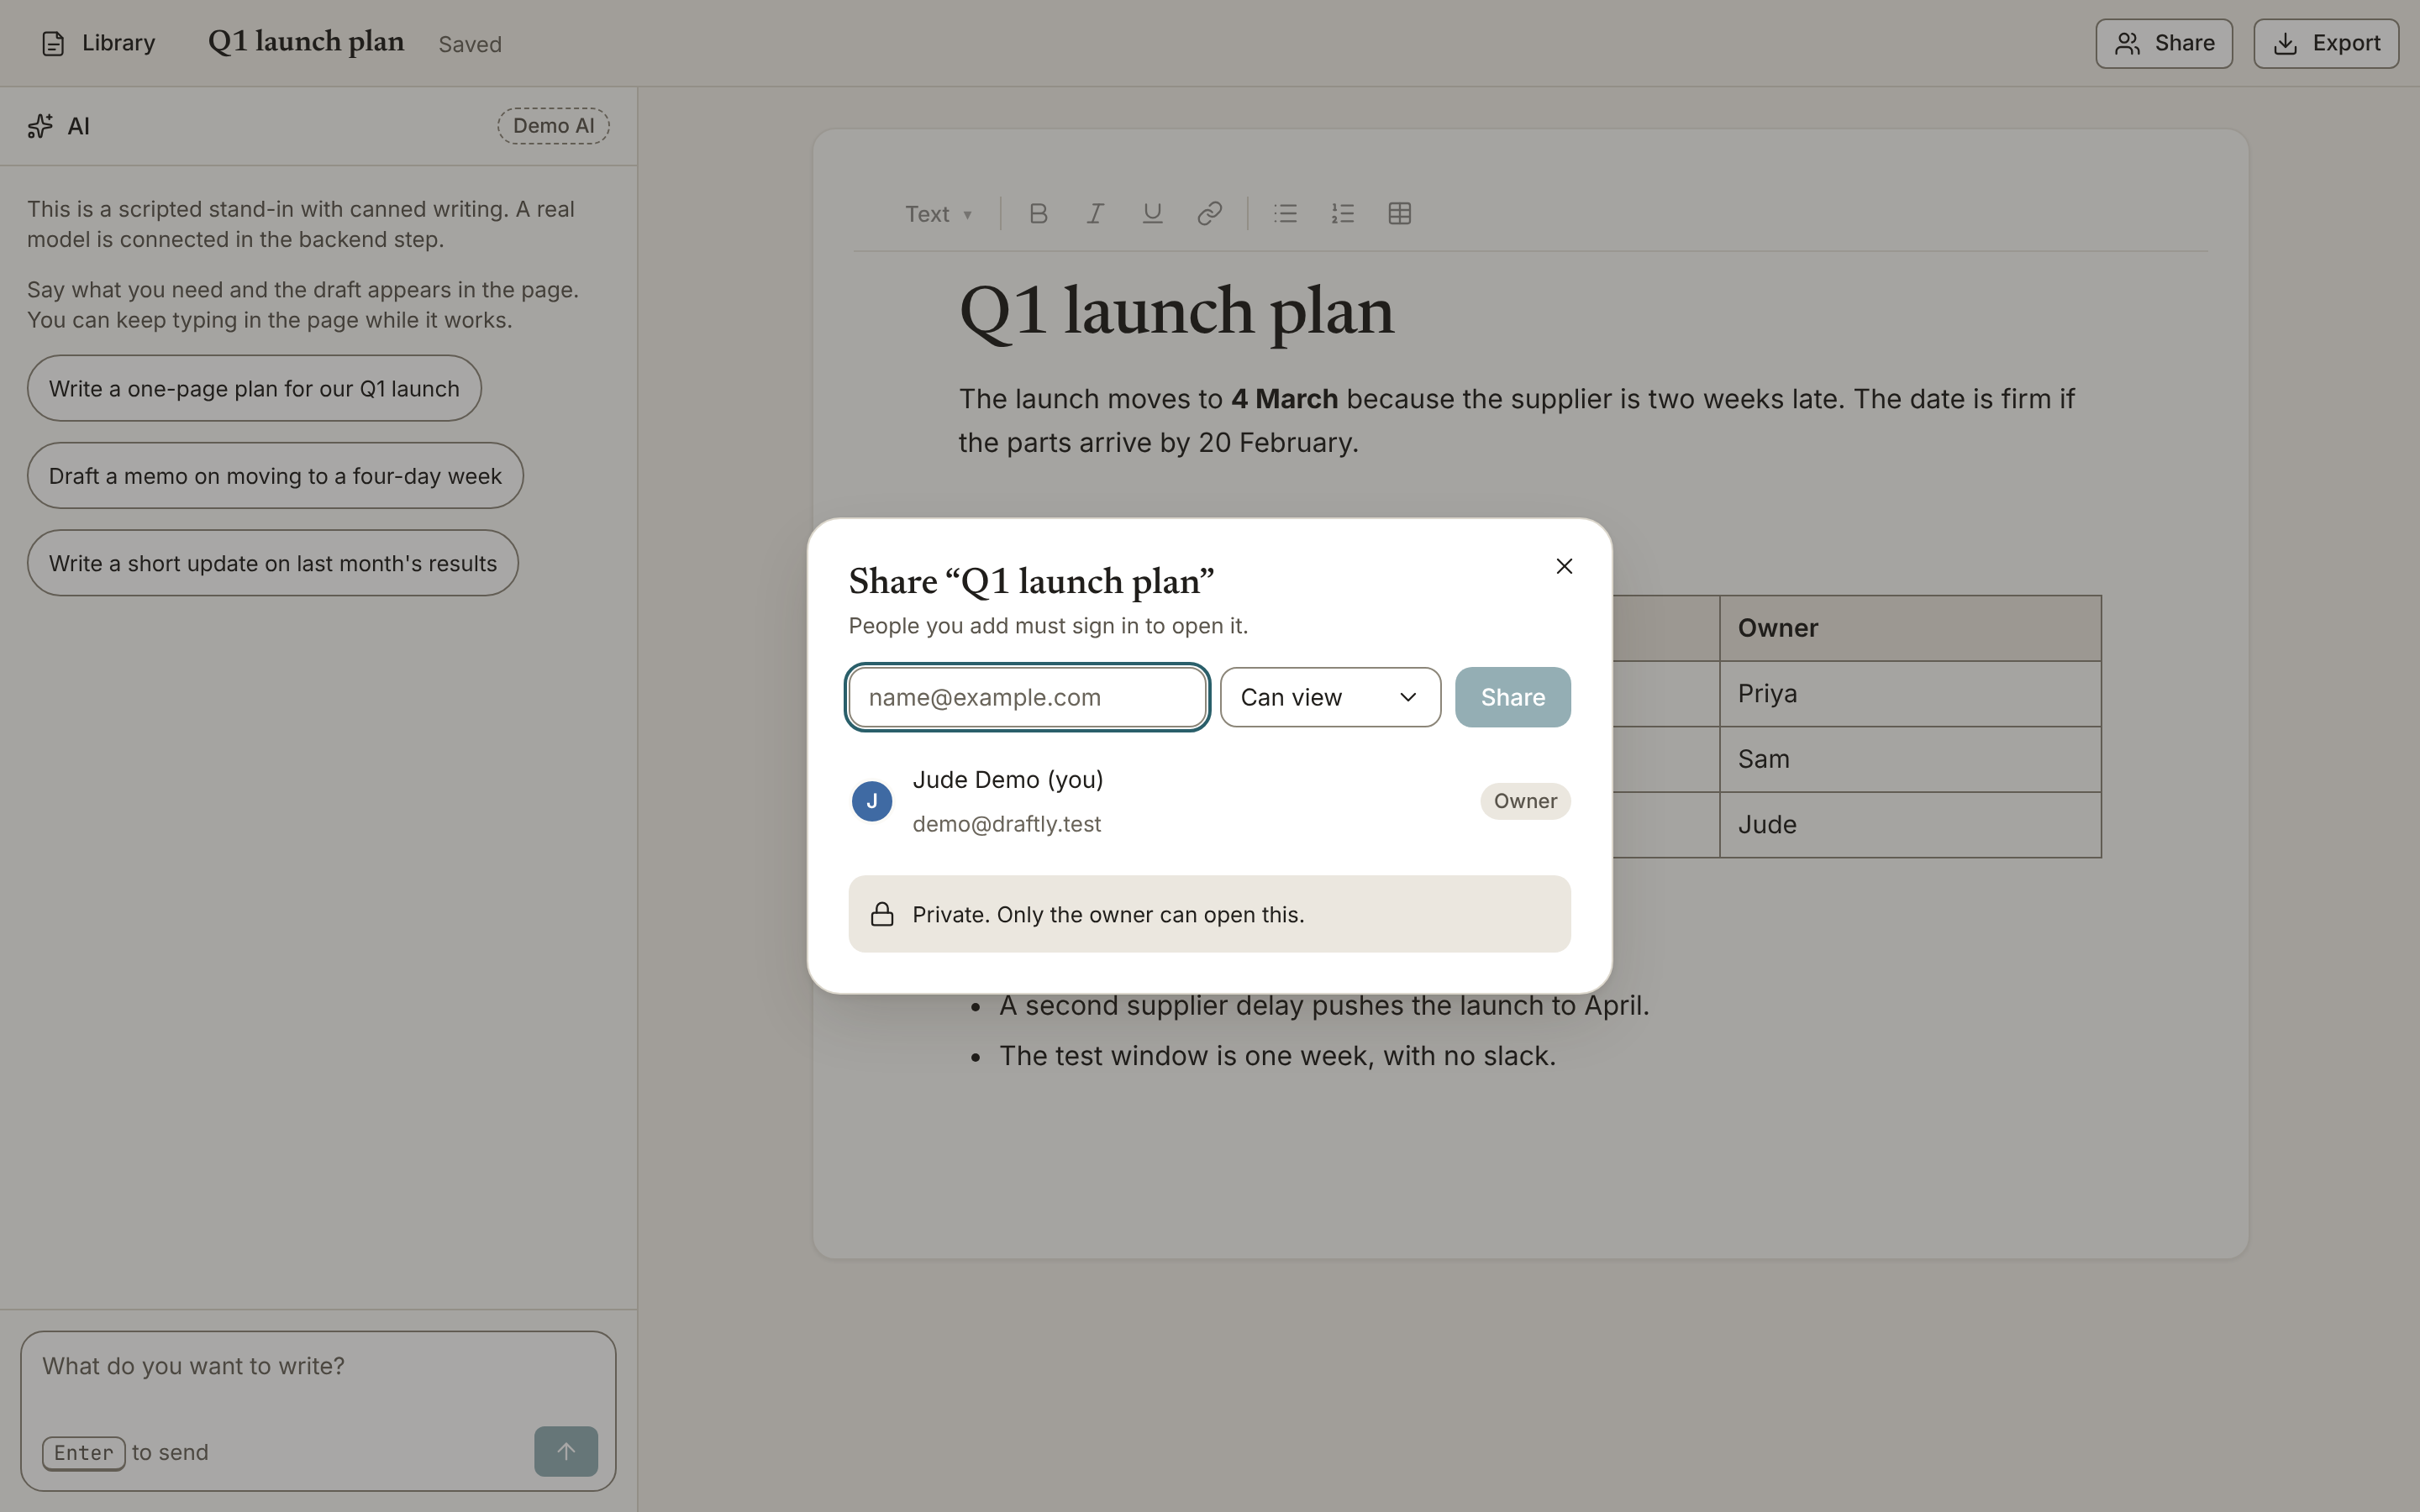 Library
Q1 launch plan
Saved
Share
Export
AI
Demo AI
This is a scripted stand-in with canned writing. A real
model is connected in the backend step.
Say what you need and the draft appears in the page.
You can keep typing in the page while it works.
Write a one-page plan for our Q1 launch
Draft a memo on moving to a four-day week
Write a short update on last month's results
What do you want to write?
Enter to send
Text
Q1 launch plan
The launch moves to 4 March because the supplier is two weeks late. The date is firm if
the parts arrive by 20 February.
Owner
Priya
Sam
Jude
A second supplier delay pushes the launch to April.
The test window is one week, with no slack.
Share “Q1 launch plan”
People you add must sign in to open it.
name@example.com
Can view
Share
J
Jude Demo (you)
demo@draftly.test
Owner
Private. Only the owner can open this.